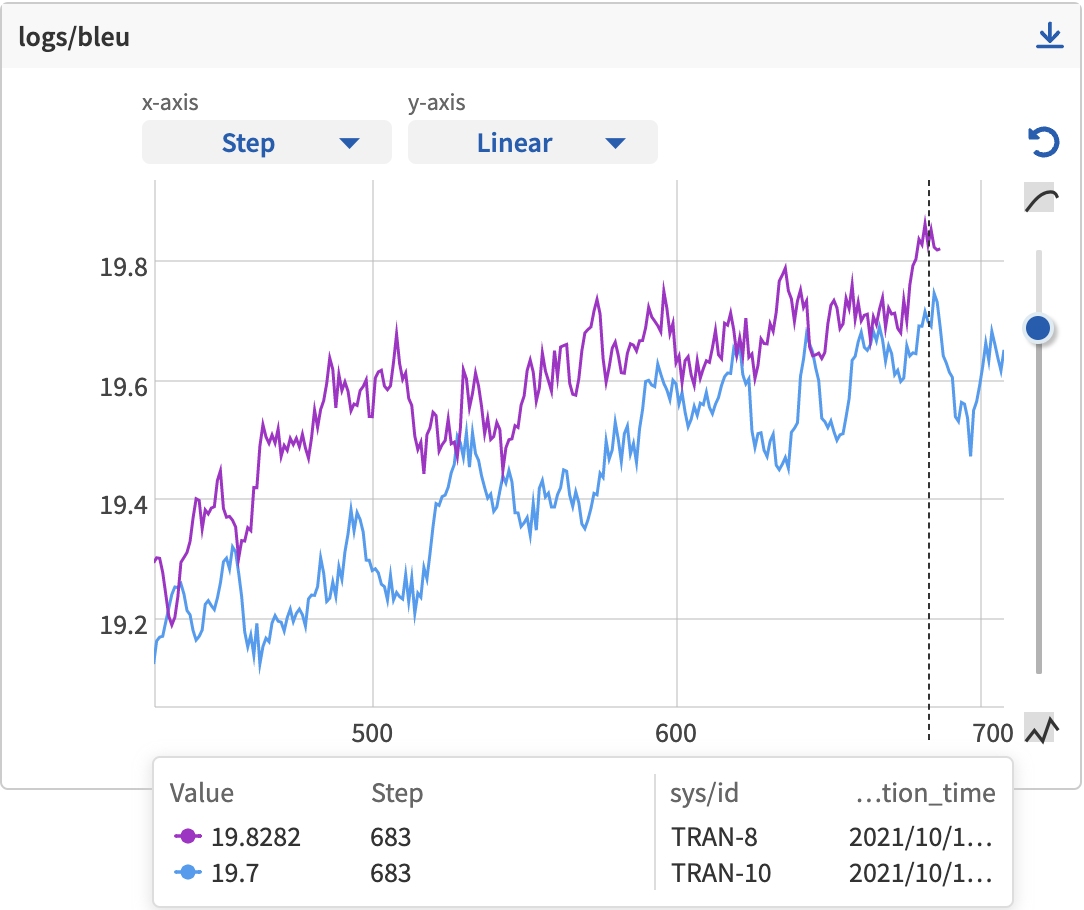 logs/bleu
x-axis y-axis
Step Linear
19.8
19.6
19.4
19.2
500 600 700
Value Step sys/id …tion_time
19.8282 683 TRAN-8 2021/10/1…
19.7 683 TRAN-10 2021/10/1…